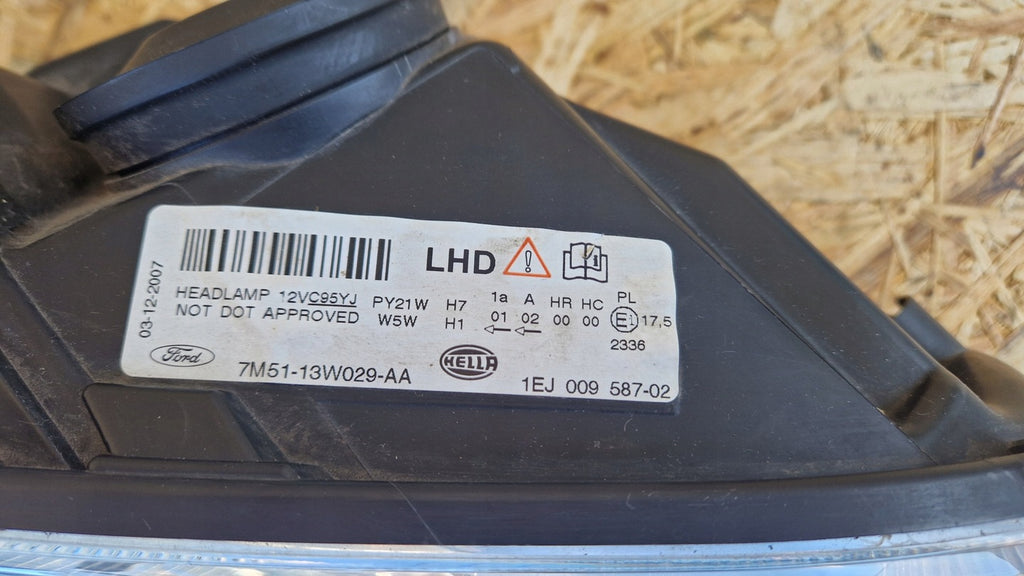 03-12-2007
LHD
HEADLAMP 12VC95YJ PY21W H7 1a A HR HC PL
NOT DOT APPROVED W5W H1 01 02 00 00 E1 17,5
2336
Ford
7M51-13W029-AA
HELLA
1EJ 009 587-02